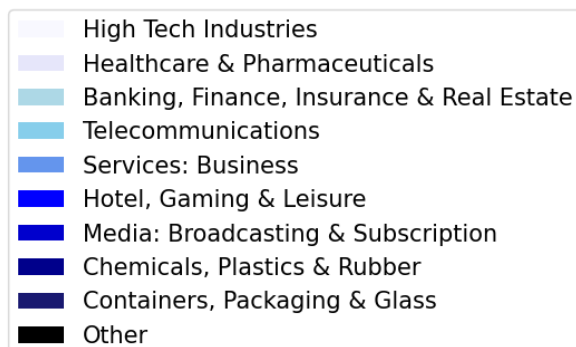 High Tech Industries
Healthcare & Pharmaceuticals
Banking, Finance, Insurance & Real Estate
Telecommunications
Services: Business
Hotel, Gaming & Leisure
Media: Broadcasting & Subscription
Chemicals, Plastics & Rubber
Containers, Packaging & Glass
Other